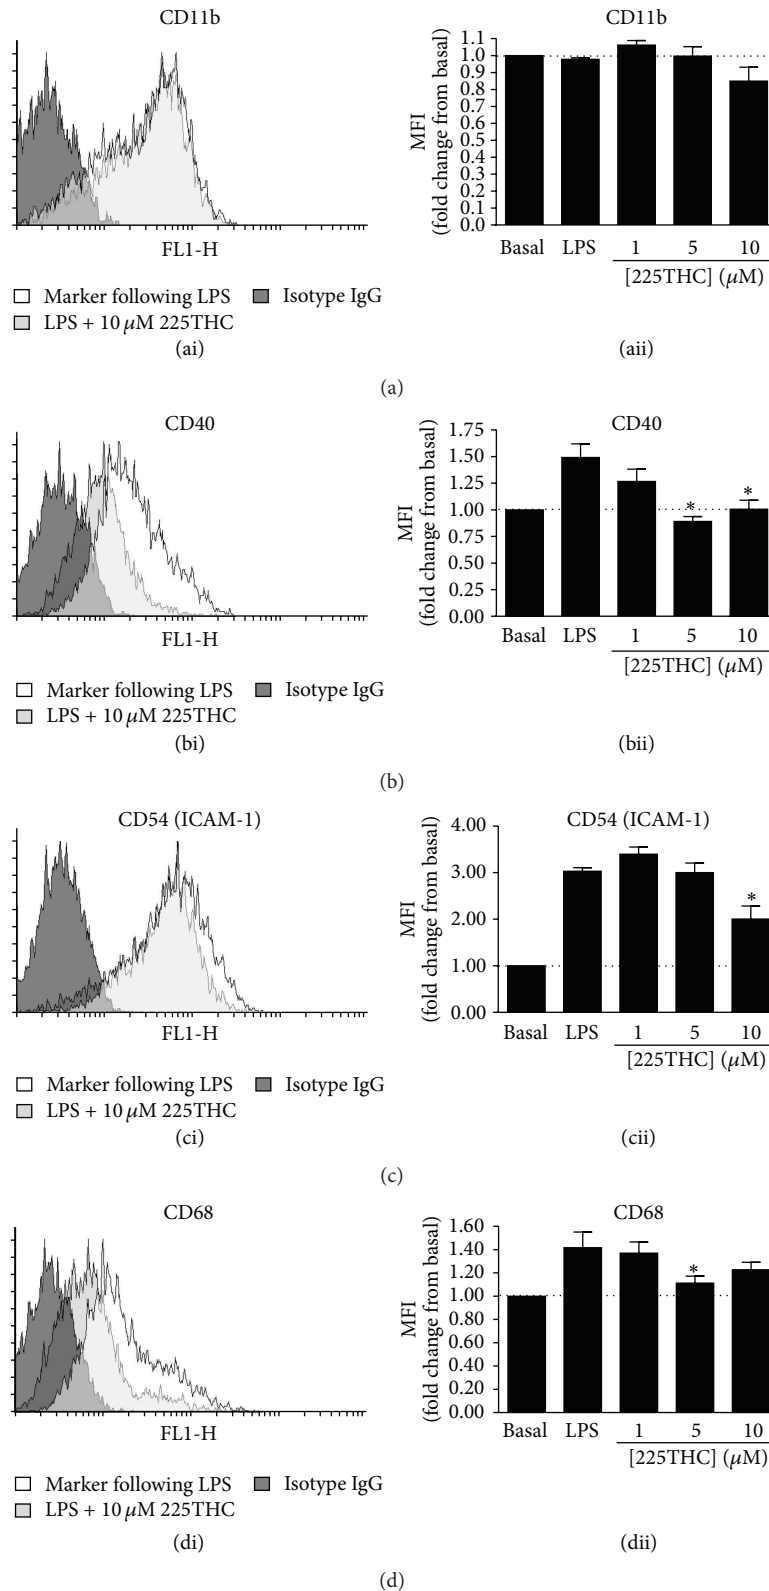 CD11b
FL1-H
Marker following LPS Isotype IgG
LPS + 10 μM 225THC
(ai)
CD11b
MFI
(fold change from basal)
1.1
1.0
0.9
0.8
0.7
0.6
0.5
0.4
0.3
0.2
0.1
0.0
Basal LPS 1 5 10
[225THC] (μM)
(aii)
(a)
CD40
FL1-H
Marker following LPS Isotype IgG
LPS + 10 μM 225THC
(bi)
CD40
MFI
(fold change from basal)
1.75
1.50
1.25
1.00
0.75
0.50
0.25
0.00
* *
Basal LPS 1 5 10
[225THC] (μM)
(bii)
(b)
CD54 (ICAM-1)
FL1-H
Marker following LPS Isotype IgG
LPS + 10 μM 225THC
(ci)
CD54 (ICAM-1)
MFI
(fold change from basal)
4.00
3.00
2.00
1.00
0.00
*
Basal LPS 1 5 10
[225THC] (μM)
(cii)
(c)
CD68
FL1-H
Marker following LPS Isotype IgG
LPS + 10 μM 225THC
(di)
CD68
MFI
(fold change from basal)
1.60
1.40
1.20
1.00
0.80
0.60
0.40
0.20
0.00
*
Basal LPS 1 5 10
[225THC] (μM)
(dii)
(d)